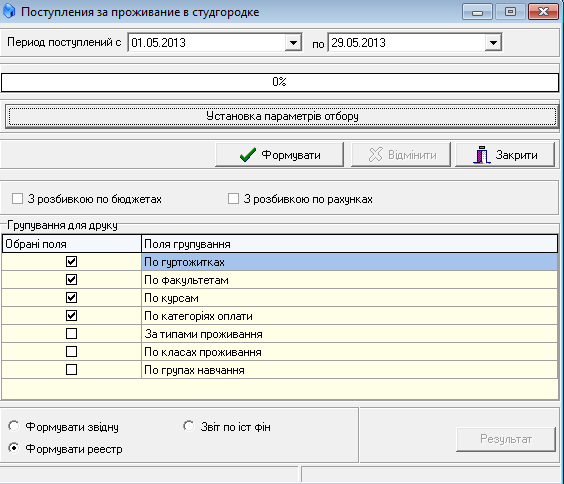 Поступления за проживание в студгородке
Период поступлений с 01.05.2013 по 29.05.2013
0%
Установка параметрів отбору
Формувати Відмінити Закрити
З розбивкою по бюджетах З розбивкою по рахунках
Групування для друку
Обрані поля Поля групування
По гуртожитках
По факультетам
По курсам
По категоріях оплати
За типами проживання
По класах проживання
По групах навчання
Формувати звідну Звіт по іст фін
Формувати реестр
Результат